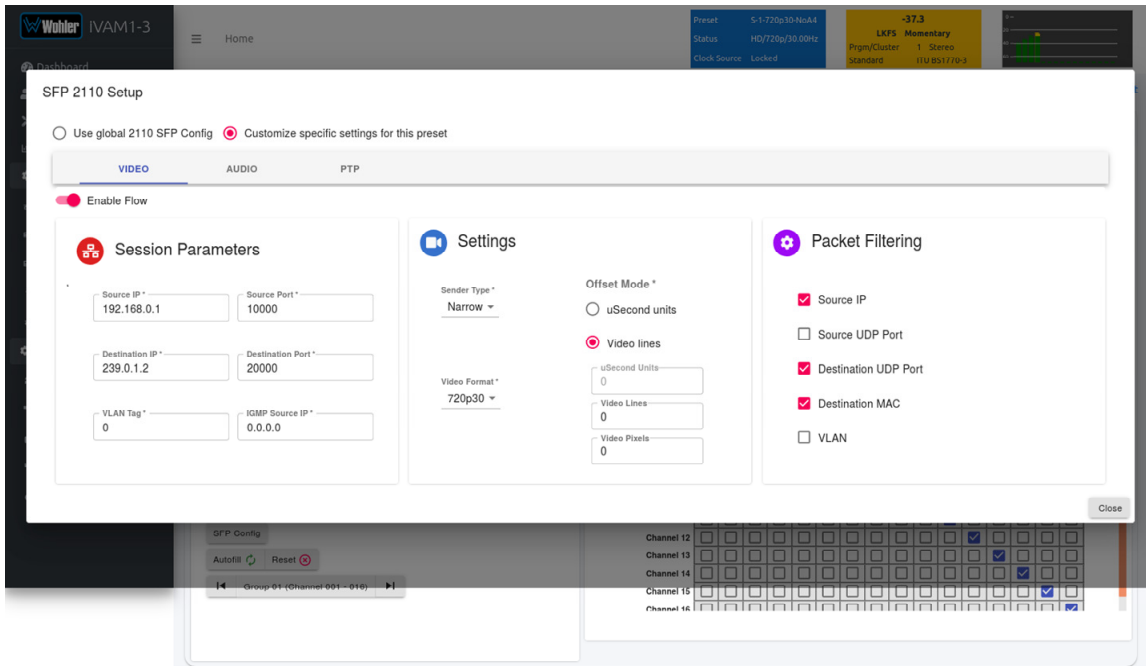 Wohler iVAM1-3
Home
Preset S-1-720p30-NoA4
Status HD/720p/30.00Hz
Clock Source Locked
-37.3
LKFS Momentary
Prgm/Cluster 1 Stereo
Standard ITU BS1770-3
Dashboard
SFP 2110 Setup
Use global 2110 SFP Config Customize specific settings for this preset
VIDEO AUDIO PTP
Enable Flow
Session Parameters
Source IP *
192.168.0.1
Source Port *
10000
Destination IP *
239.0.1.2
Destination Port *
20000
VLAN Tag *
0
IGMP Source IP *
0.0.0.0
Settings
Sender Type *
Narrow
Video Format *
720p30
Offset Mode *
uSecond units
Video lines
uSecond Units
0
Video Lines
0
Video Pixels
0
Packet Filtering
Source IP
Source UDP Port
Destination UDP Port
Destination MAC
VLAN
Close
SFP Config
Autofill Reset
Group 01 (Channel 001 - 016)
Channel 12
Channel 13
Channel 14
Channel 15
Channel 16